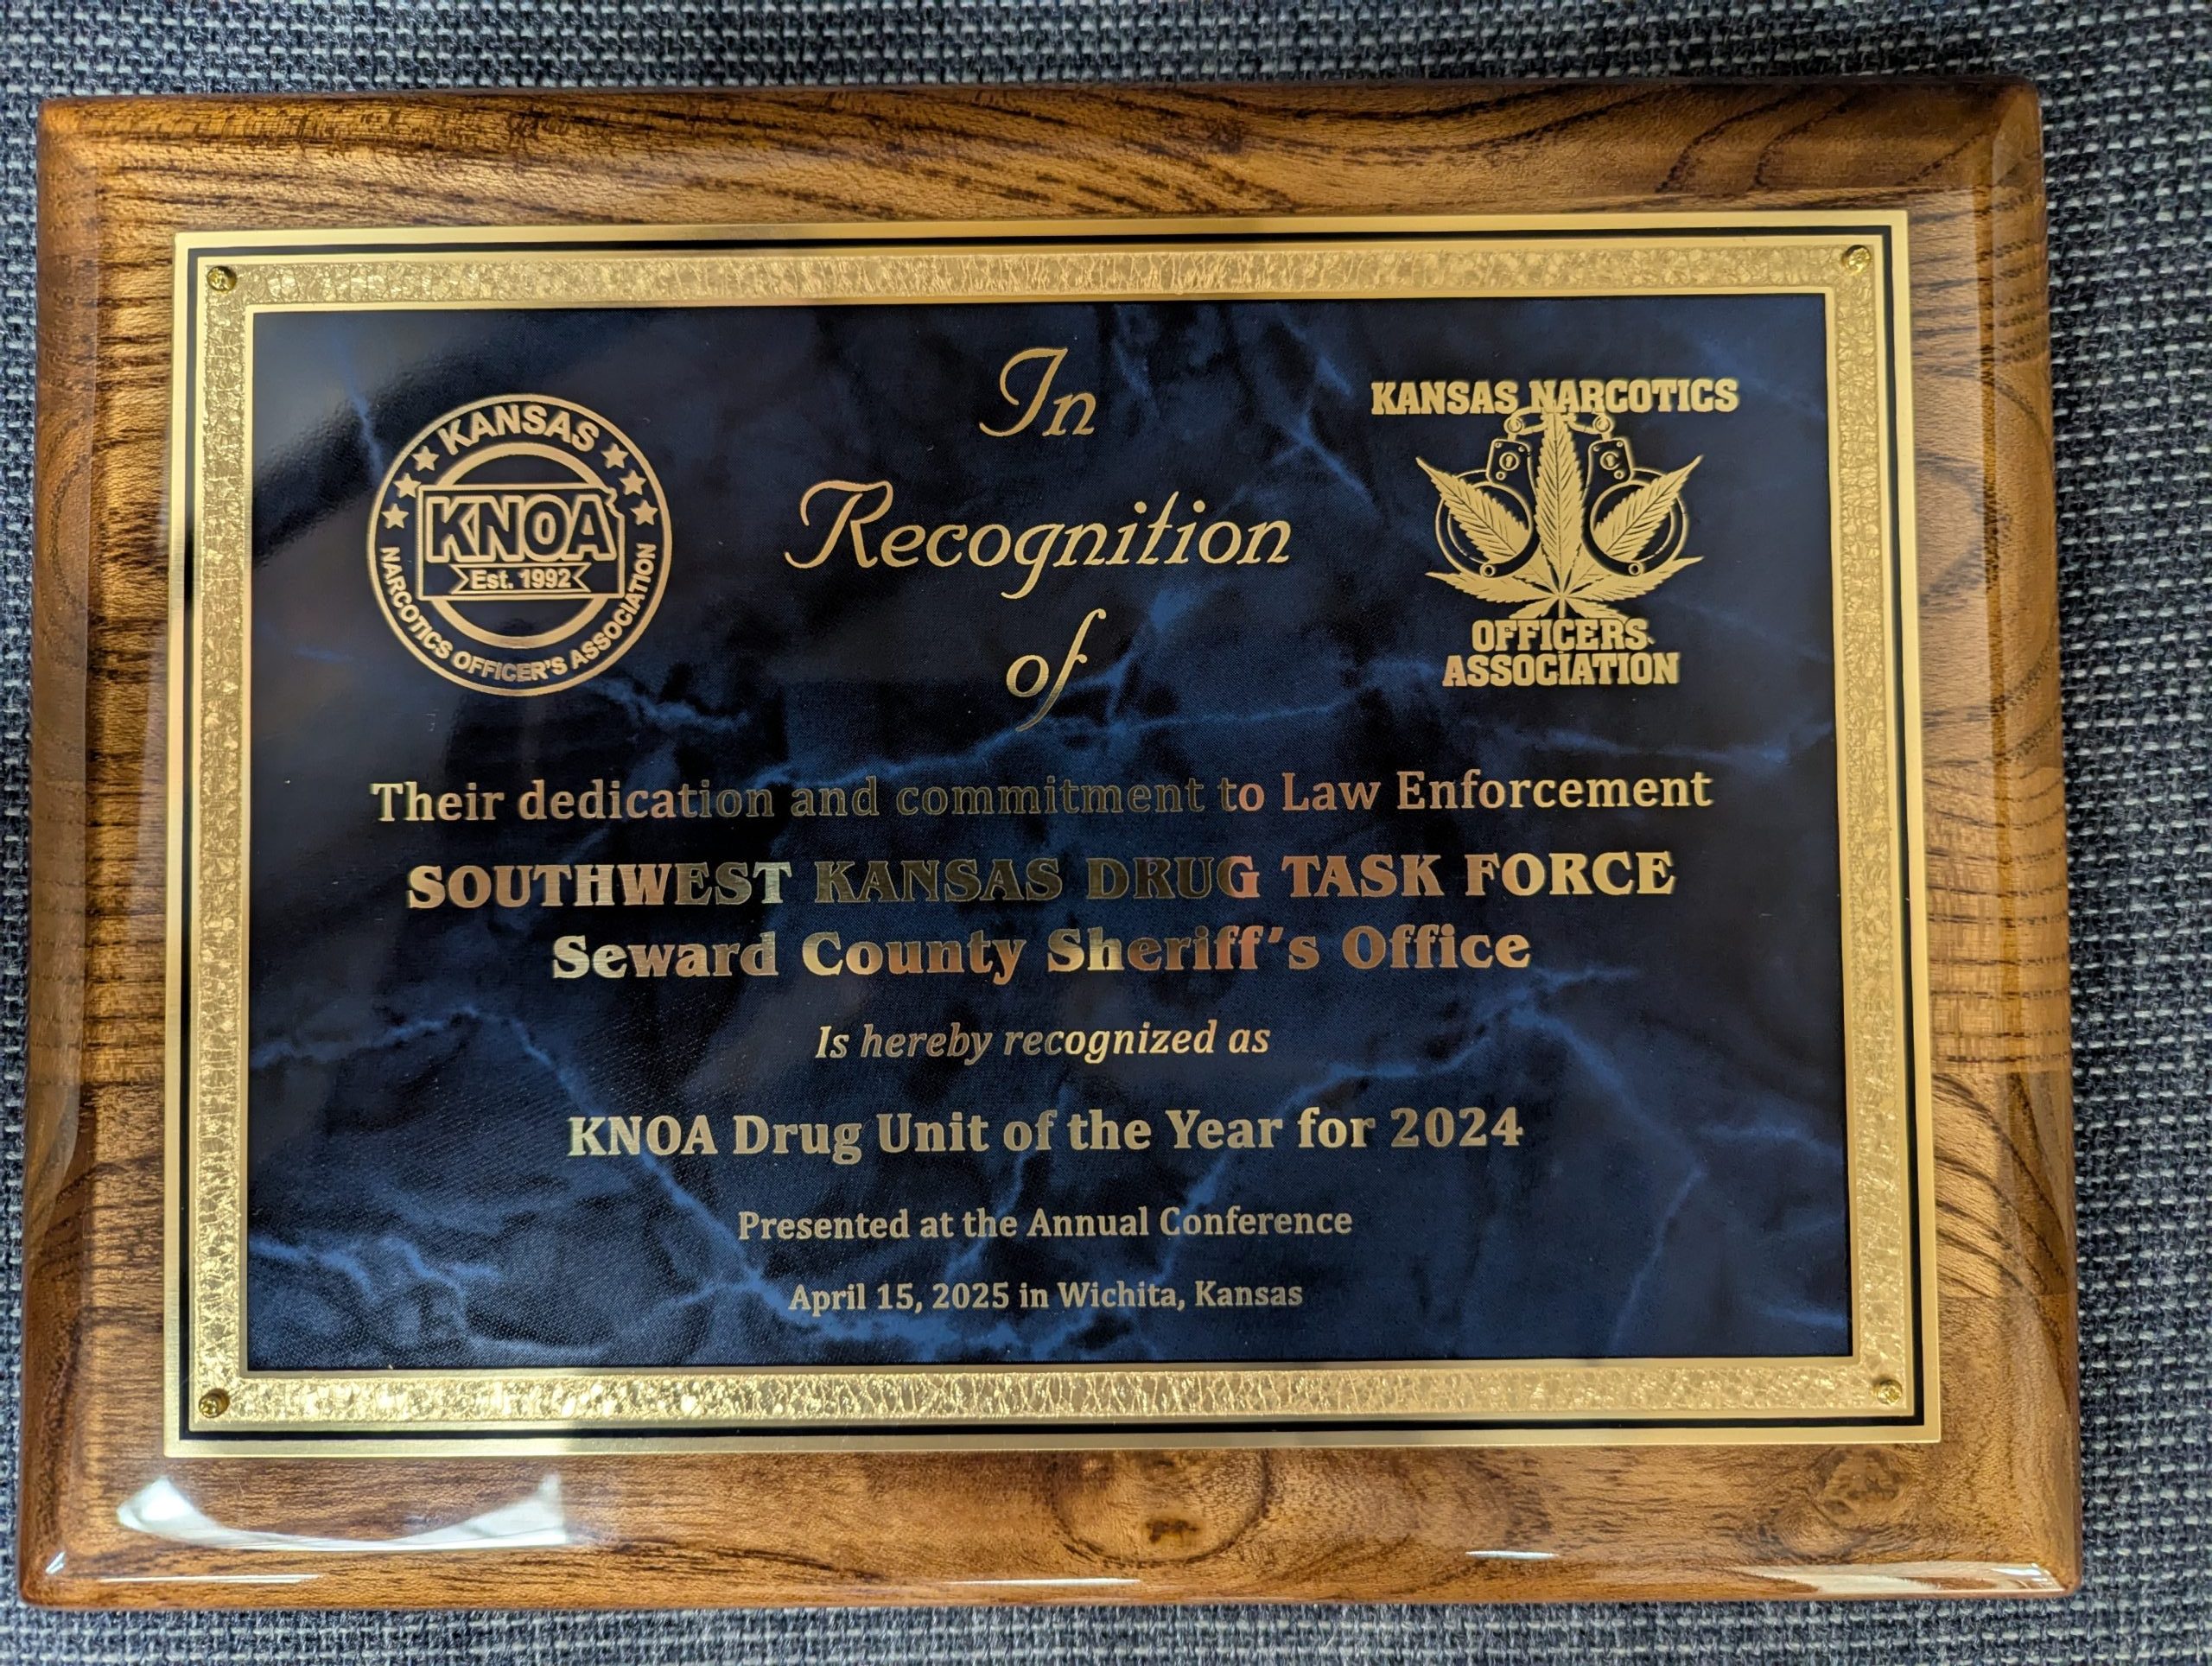 KANSAS
KNOA
Est. 1992
NARCOTICS OFFICER'S ASSOCIATION
In
Recognition
of
KANSAS NARCOTICS
OFFICERS
ASSOCIATION
Their dedication and commitment to Law Enforcement
SOUTHWEST KANSAS DRUG TASK FORCE
Seward County Sheriff's Office
Is hereby recognized as
KNOA Drug Unit of the Year for 2024
Presented at the Annual Conference
April 15, 2025 in Wichita, Kansas